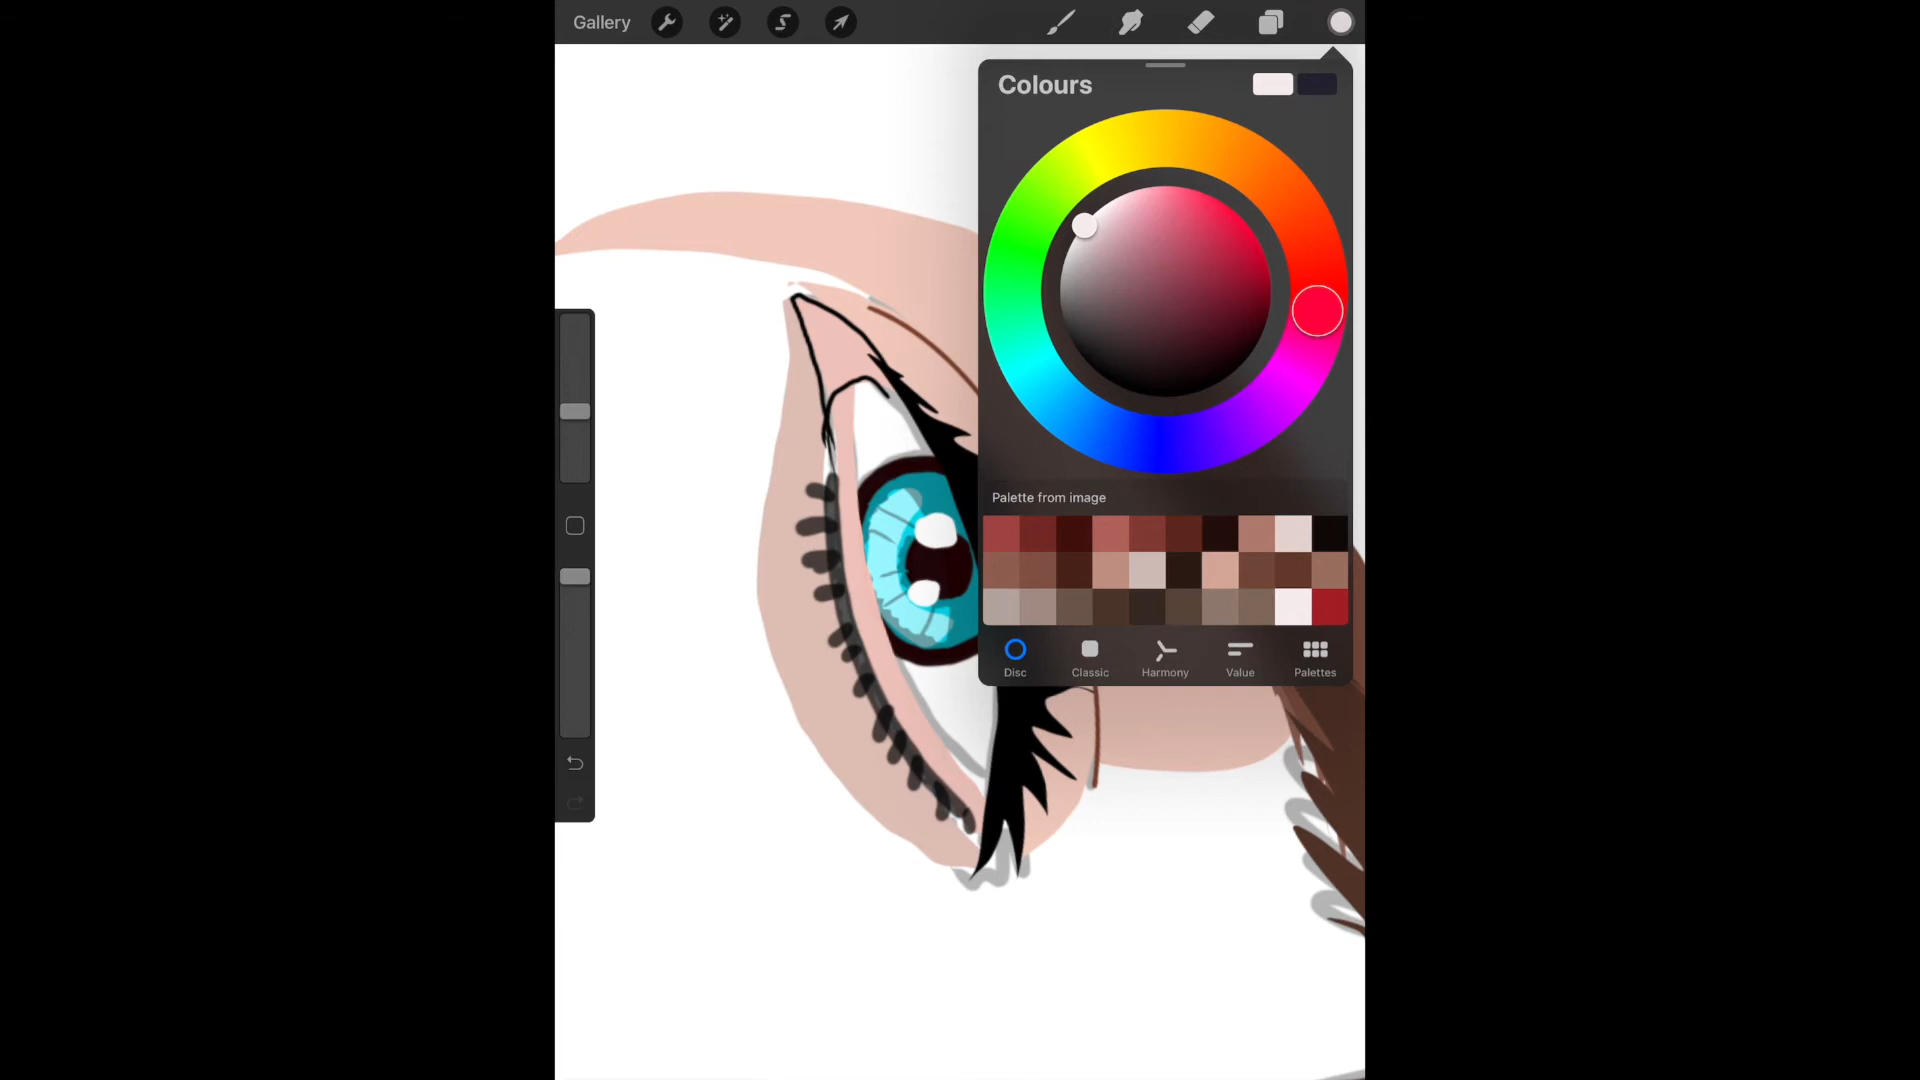 Gallery
Colours
Palette from image
Disc
Classic
Harmony
Value
Palettes